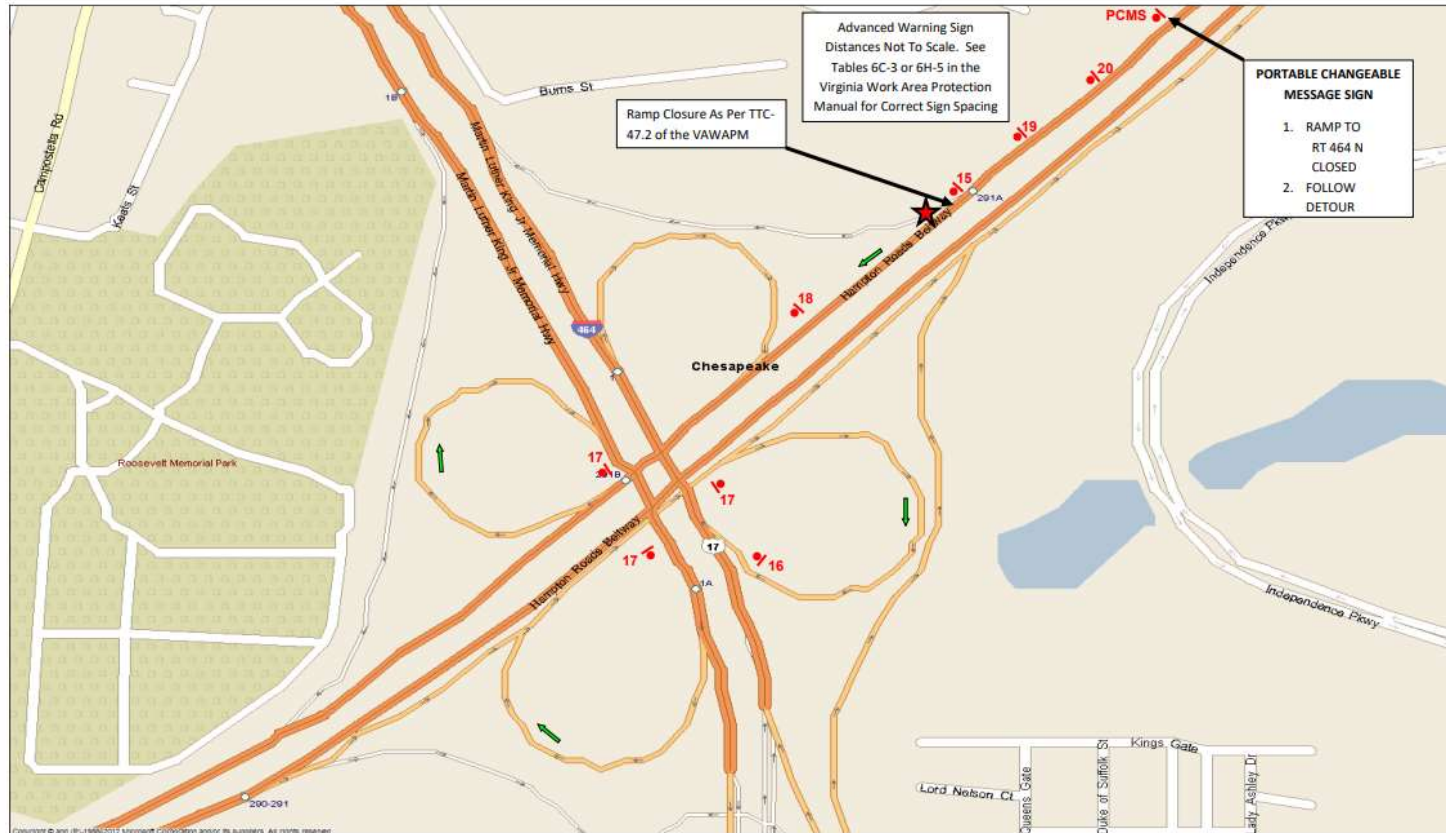 PCMS
Advanced Warning Sign
Distances Not To Scale. See
Tables 6C-3 or 6H-5 in the
Virginia Work Area Protection
Manual for Correct Sign Spacing
Ramp Closure As Per TTC-
47.2 of the VAWAPM
PORTABLE CHANGEABLE
MESSAGE SIGN
1. RAMP TO
RT 464 N
CLOSED
2. FOLLOW
DETOUR
20
19
15
291A
18
17
17
17
16
1B
Burns St
Campostella Rd
Keats St
Martin Luther King Jr Memorial Hwy
Martin Luther King Jr Memorial Hwy
Hampton Roads Beltway
464
1
Chesapeake
Independence Pkwy
Independence Pkwy
Roosevelt Memorial Park
Hampton Roads Beltway
17
1A
290-291
Kings Gate
Lord Nelson Ct
Queens Gate
Duke of Suffolk St
Lady Ashley Dr